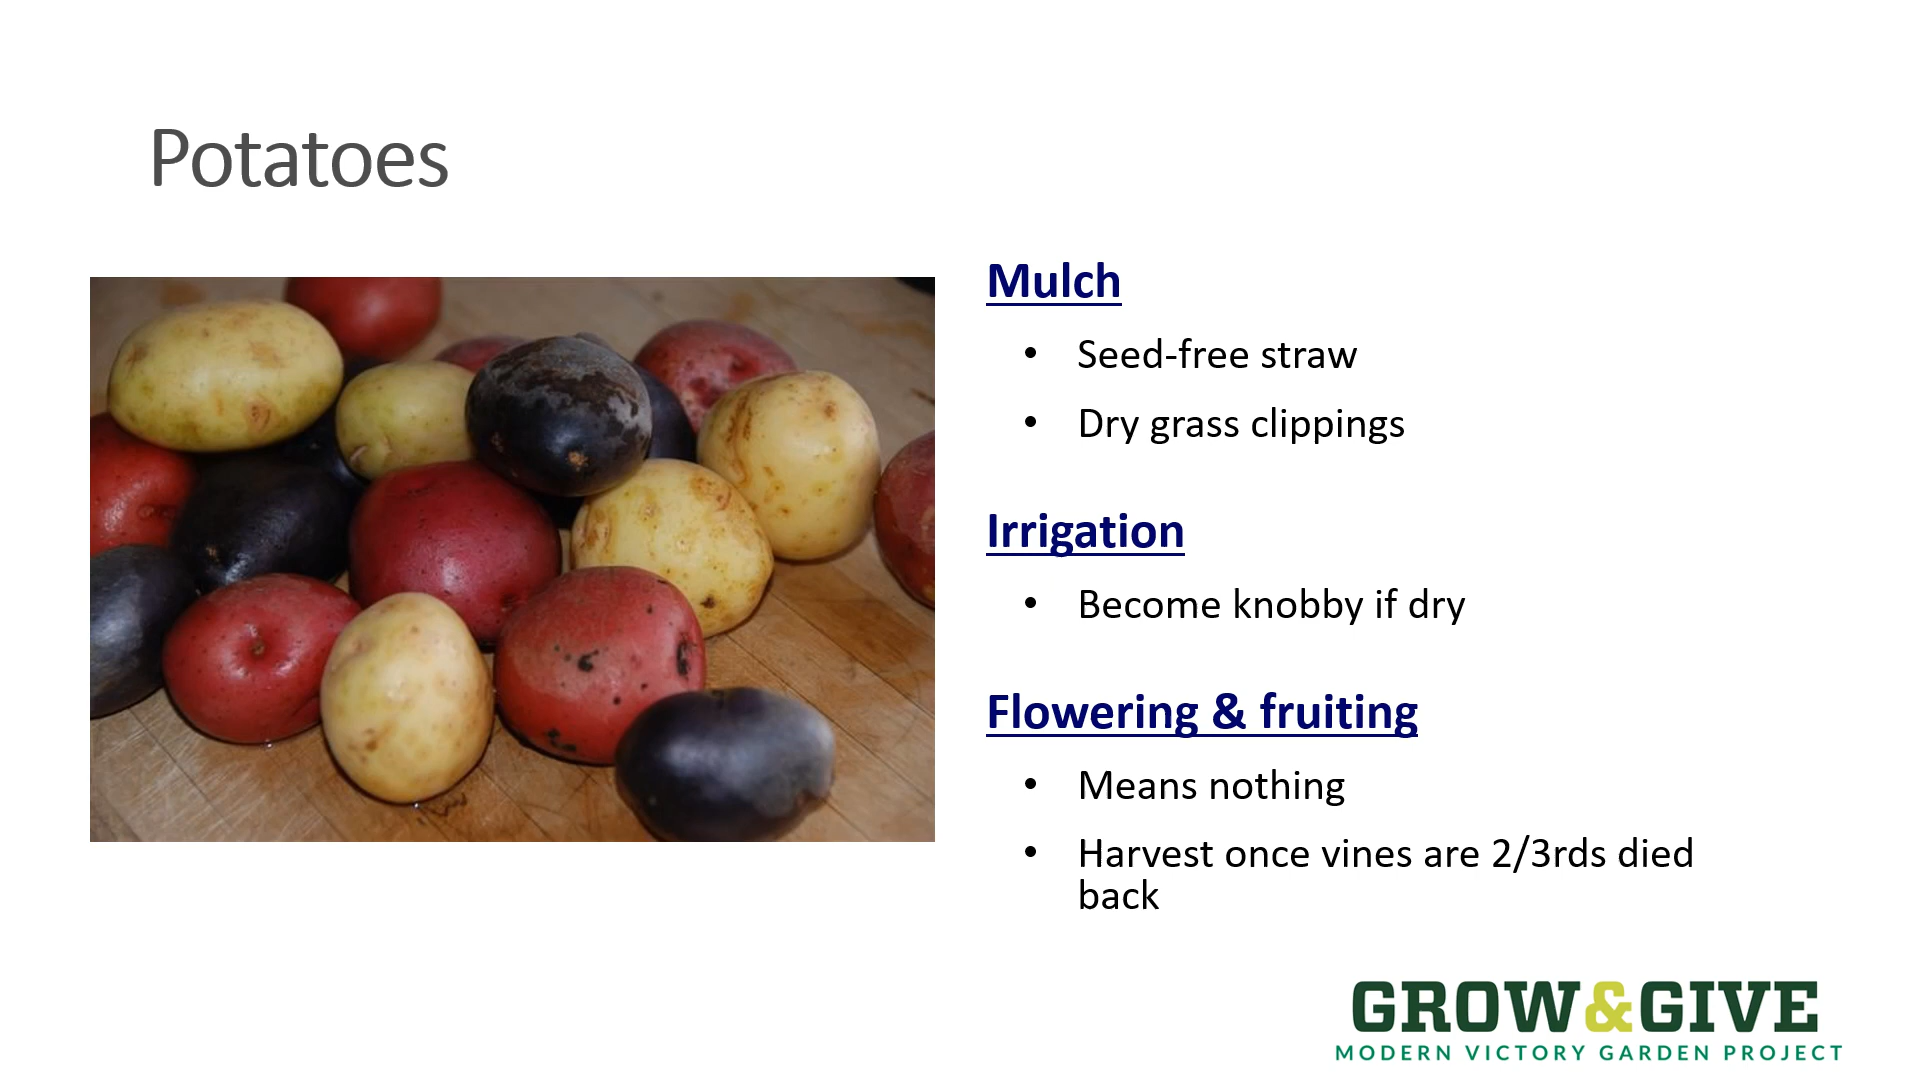 Potatoes
Mulch
• Seed-free straw
• Dry grass clippings
Irrigation
• Become knobby if dry
Flowering & fruiting
• Means nothing
• Harvest once vines are 2/3rds died
back
GROW&GIVE
MODERN VICTORY GARDEN PROJECT